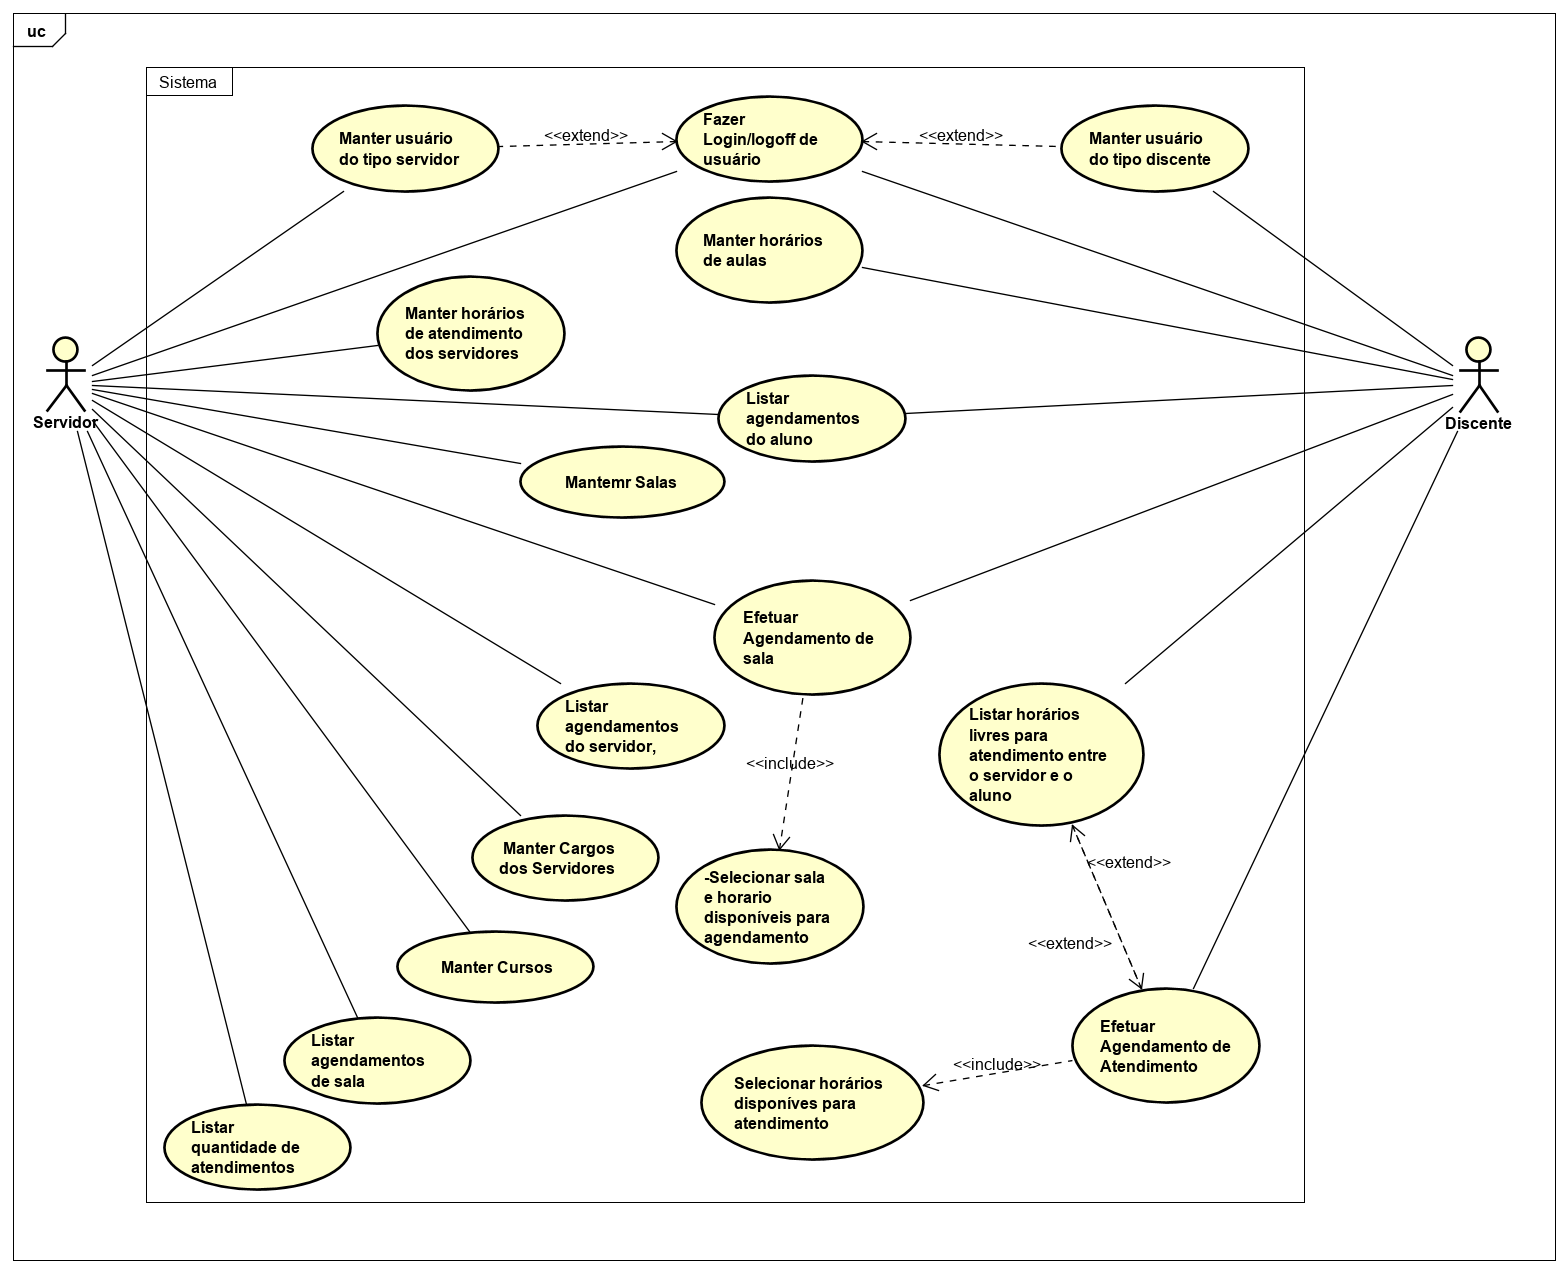 uc
Sistema
Manter usuário
do tipo servidor
<<extend>>
Fazer
Login/logoff de
usuário
<<extend>>
Manter usuário
do tipo discente
Manter horários
de aulas
Manter horários
de atendimento
dos servidores
Servidor
Discente
Listar
agendamentos
do aluno
Mantemr Salas
Efetuar
Agendamento de
sala
Listar
agendamentos
do servidor,
<<include>>
Listar horários
livres para
atendimento entre
o servidor e o
aluno
Manter Cargos
dos Servidores
-Selecionar sala
e horario
disponíveis para
agendamento
<<extend>>
<<extend>>
Manter Cursos
Listar
agendamentos
de sala
Efetuar
Agendamento de
Atendimento
<<include>>
Selecionar horários
disponíves para
atendimento
Listar
quantidade de
atendimentos